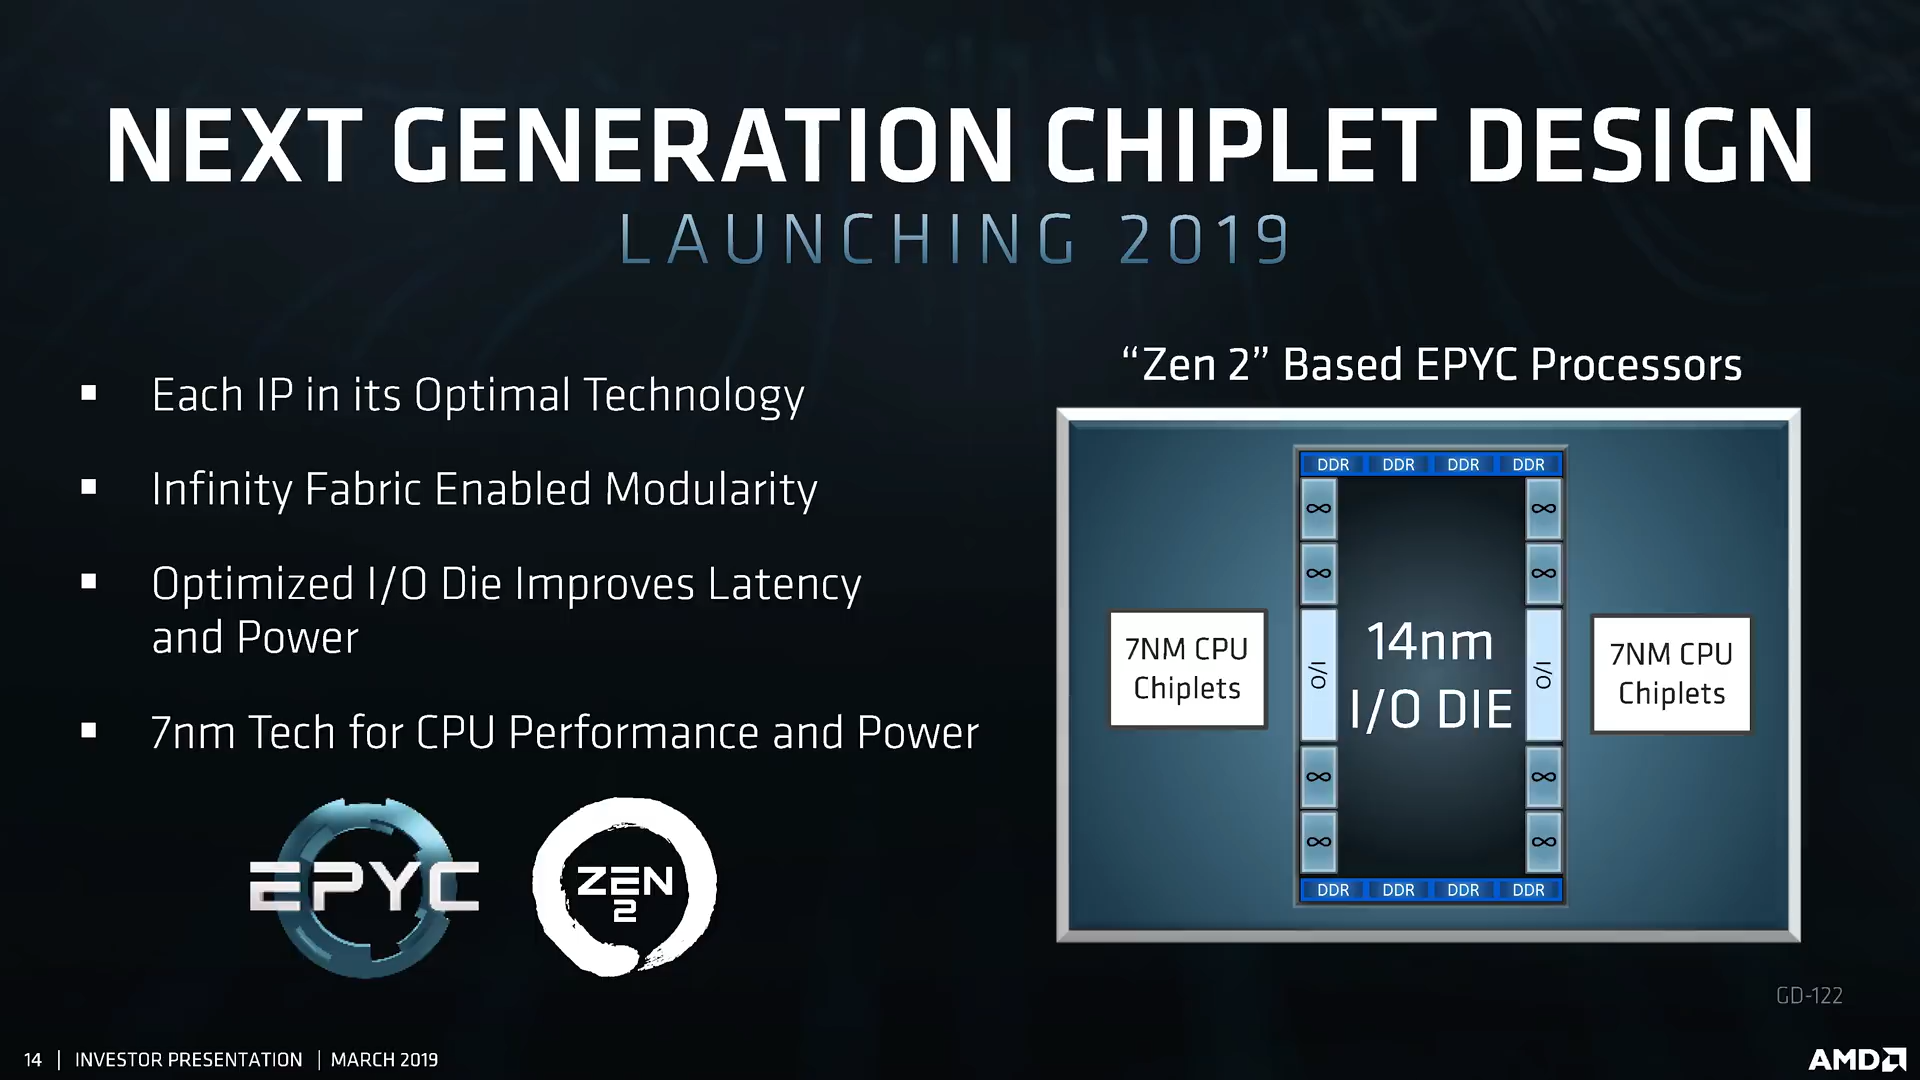 NEXT GENERATION CHIPLET DESIGN
LAUNCHING 2019
▪ Each IP in its Optimal Technology
▪ Infinity Fabric Enabled Modularity
▪ Optimized I/O Die Improves Latency
and Power
▪ 7nm Tech for CPU Performance and Power
EPYC
ZEN
2
“Zen 2” Based EPYC Processors
DDR DDR DDR DDR
∞ ∞
∞ ∞
7NM CPU
Chiplets
I/O
14nm
I/O DIE
I/O
7NM CPU
Chiplets
∞ ∞
∞ ∞
DDR DDR DDR DDR
GD-122
14 | INVESTOR PRESENTATION | MARCH 2019
AMD